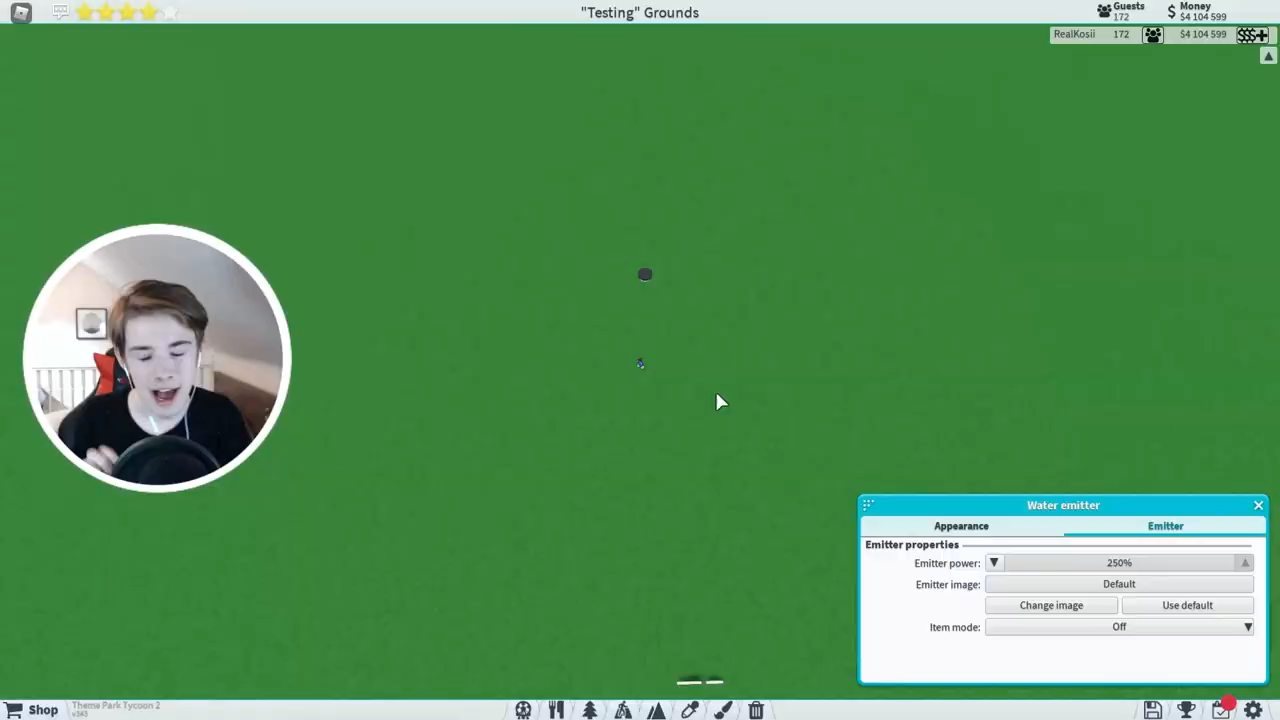 "Testing" Grounds
Guests
172
Money
$4 104 599
RealKosii 172 $4 104 599 $$$+
Water emitter
Appearance Emitter
Emitter properties
Emitter power: 250%
Emitter image: Default
Change image Use default
Item mode: Off
Shop
Theme Park Tycoon 2
v343